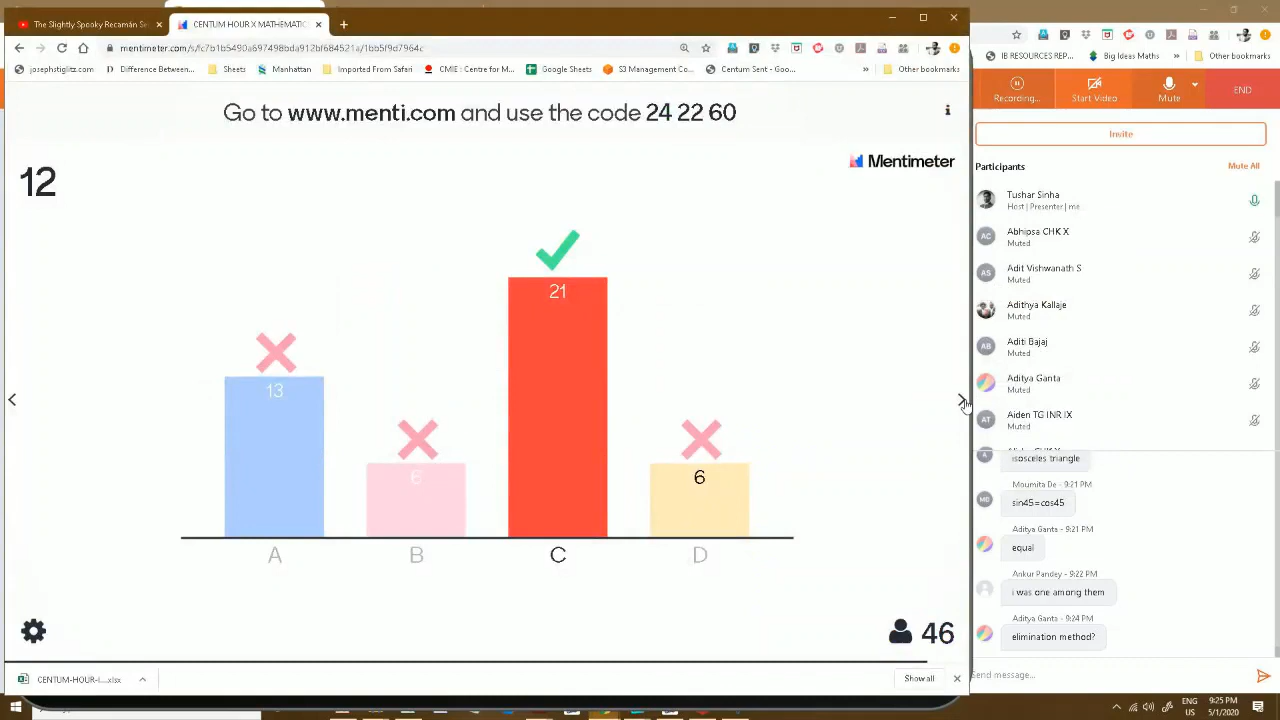 The Slightly Spooky Recamán Se
CENTUM HOUR X MATHEMATIC
mentimeter.com/s/
josephstiglitz.com
Difference Between...
Sheets
Manhattan
Imported From Safari
CMIE : Centre for M...
Google Sheets
S3 Management Co...
Centum Sent - Goo...
»
Other bookmarks
IB RESOURCES REP...
Big Ideas Maths
»
Other bookmarks
Go to www.menti.com and use the code 24 22 60
i
Mentimeter
12
13
6
21
6
A
B
C
D
46
CENTUM-HOUR-I....xlsx
Show all
Recording...
Start Video
Mute
END
Invite
Participants
Mute All
Tushar Sinha
Host | Presenter | me
AC
Abhipsa CHK X
Muted
AS
Adit Vishwanath S
Muted
Adithya Kallaje
Muted
AB
Aditi Bajaj
Muted
Aditya Ganta
Muted
AT
Aiden TG INR IX
Muted
isosceles triangle
Moumita De - 9:21 PM
sin45=cos45
Aditya Ganta - 9:21 PM
equal
Ankur Pandey - 9:22 PM
i was one among them
Aditya Ganta - 9:24 PM
elimination method?
Send message...
ENG
US
9:25 PM
5/1/2020